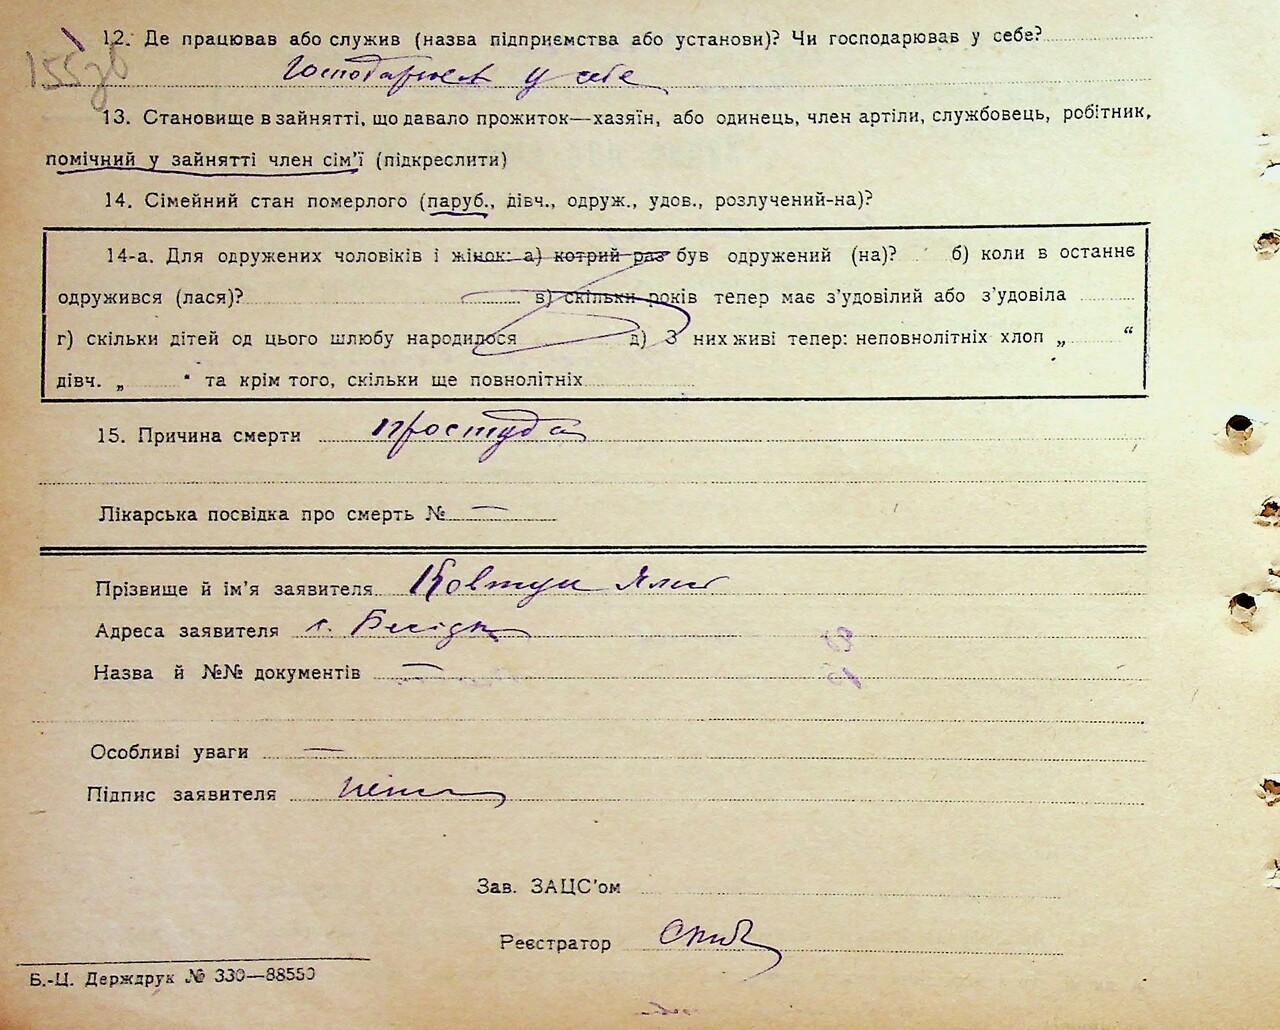 12. Де працював або служив (назва підприємства або установи)? Чи господарював у себе?
155зв
Господарює у себе
13. Становище в зайнятті, що давало прожиток—хазяїн, або одинець, член артіли, службовець, робітник,
помічний у зайнятті член сім'ї (підкреслити)
14. Сімейний стан померлого (паруб., дівч., одруж., удов., розлучений-на)?
14-а. Для одружених чоловіків і жінок: а) котрий раз був одружений (на)? б) коли в останнє
одружився (лася)? в) скільки років тепер має з'удовілий або з'удовіла
г) скільки дітей од цього шлюбу народилося д) З них живі тепер: неповнолітніх хлоп „ “
дівч. „ “ та крім того, скільки ще повнолітніх
15. Причина смерти простуда
Лікарська посвідка про смерть № —
Прізвище й ім'я заявителя Ковтун
Адреса заявителя
Назва й №№ документів —
Особливі уваги —
Підпис заявителя
Зав. ЗАЦС'ом
Реєстратор
Б.-Ц. Держдрук № 330—88550